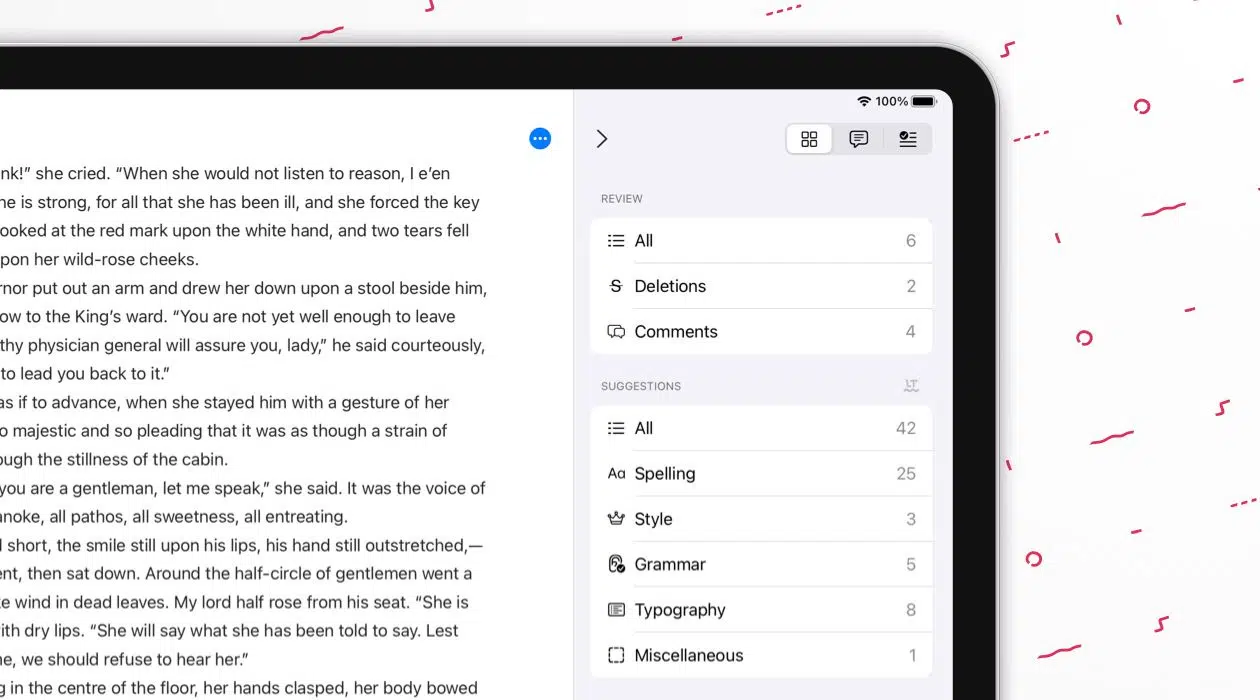 100%
nk!” she cried. “When she would not listen to reason, I e’en
ne is strong, for all that she has been ill, and she forced the key
ooked at the red mark upon the white hand, and two tears fell
pon her wild-rose cheeks.
rnor put out an arm and drew her down upon a stool beside him,
ow to the King’s ward. “You are not yet well enough to leave
thy physician general will assure you, lady,” he said courteously,
to lead you back to it.”
as if to advance, when she stayed him with a gesture of her
o majestic and so pleading that it was as though a strain of
ough the stillness of the cabin.
you are a gentleman, let me speak,” she said. It was the voice of
anoke, all pathos, all sweetness, all entreating.
d short, the smile still upon his lips, his hand still outstretched,—
ent, then sat down. Around the half-circle of gentlemen went a
ke wind in dead leaves. My lord half rose from his seat. “She is
ith dry lips. “She will say what she has been told to say. Lest
ne, we should refuse to hear her.”
g in the centre of the floor, her hands clasped, her body bowed
REVIEW
All 6
Deletions 2
Comments 4
SUGGESTIONS LT
All 42
Aa Spelling 25
Style 3
Grammar 5
Typography 8
Miscellaneous 1